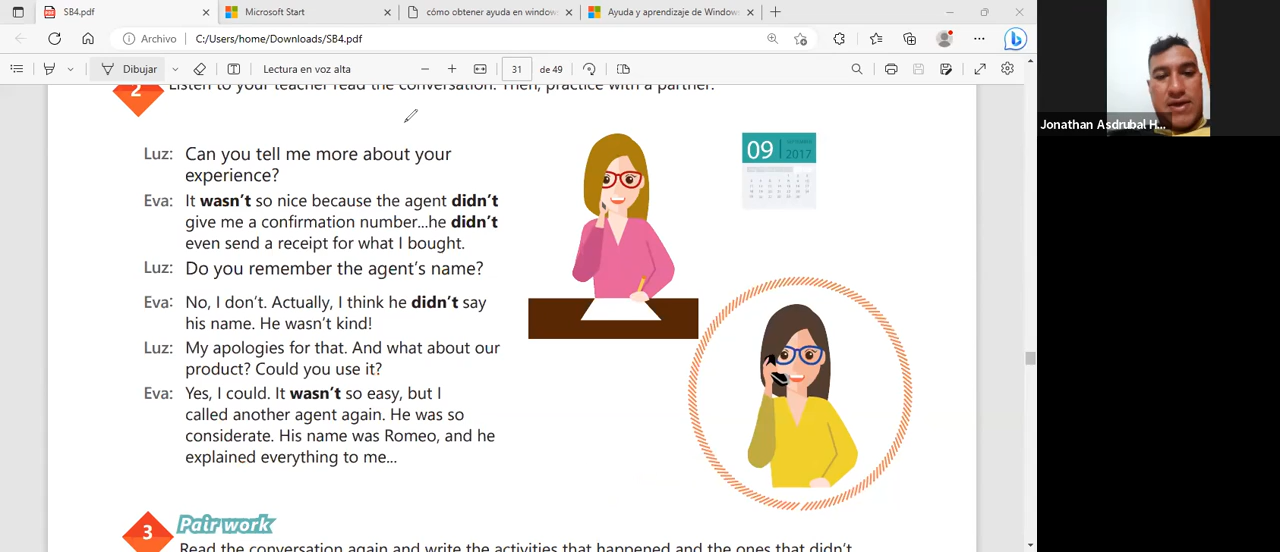 SB4.pdf
Microsoft Start
cómo obtener ayuda en window
Ayuda y aprendizaje de Window
Archivo C:/Users/home/Downloads/SB4.pdf
Dibujar
Lectura en voz alta
31 de 49
2 Listen to your teacher read the conversation. Then, practice with a partner.
Luz: Can you tell me more about your
experience?
Eva: It wasn't so nice because the agent didn't
give me a confirmation number...he didn't
even send a receipt for what I bought.
Luz: Do you remember the agent's name?
Eva: No, I don't. Actually, I think he didn't say
his name. He wasn't kind!
Luz: My apologies for that. And what about our
product? Could you use it?
Eva: Yes, I could. It wasn't so easy, but I
called another agent again. He was so
considerate. His name was Romeo, and he
explained everything to me...
09
2017
3 Pair work
Read the conversation again and write the activities that happened and the ones that didn't
Jonathan Asdrubal H...